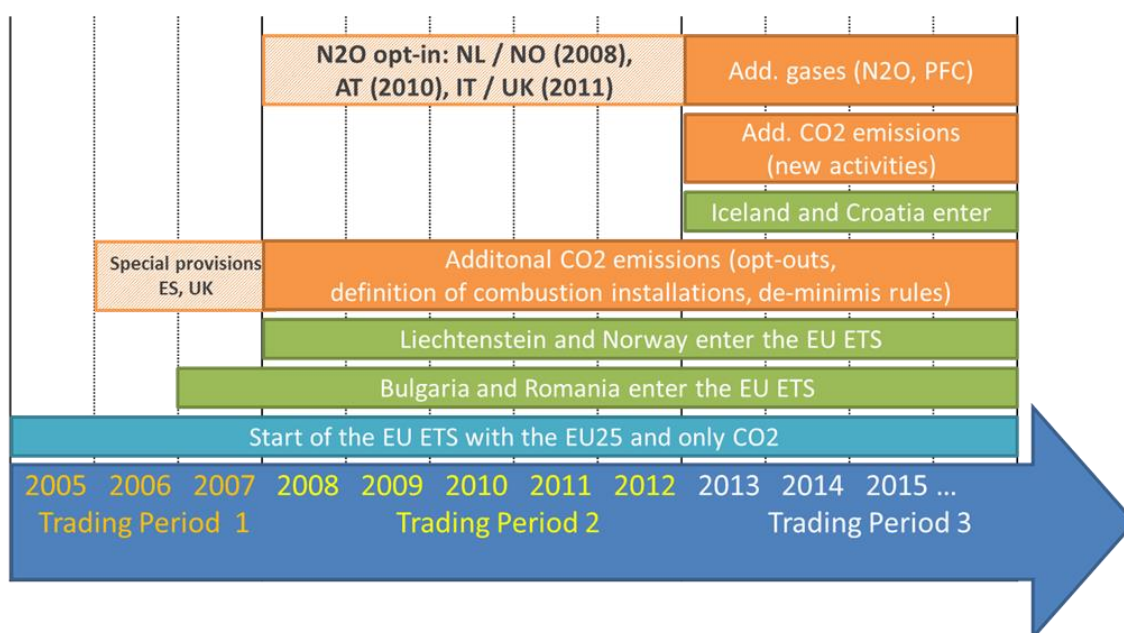 N2O opt-in: NL / NO (2008),
AT (2010), IT / UK (2011)
Add. gases (N2O, PFC)
Add. CO2 emissions
(new activities)
Iceland and Croatia enter
Special provisions
ES, UK
Additonal CO2 emissions (opt-outs,
definition of combustion installations, de-minimis rules)
Liechtenstein and Norway enter the EU ETS
Bulgaria and Romania enter the EU ETS
Start of the EU ETS with the EU25 and only CO2
2005 2006 2007 2008 2009 2010 2011 2012 2013 2014 2015 ...
Trading Period 1 Trading Period 2 Trading Period 3